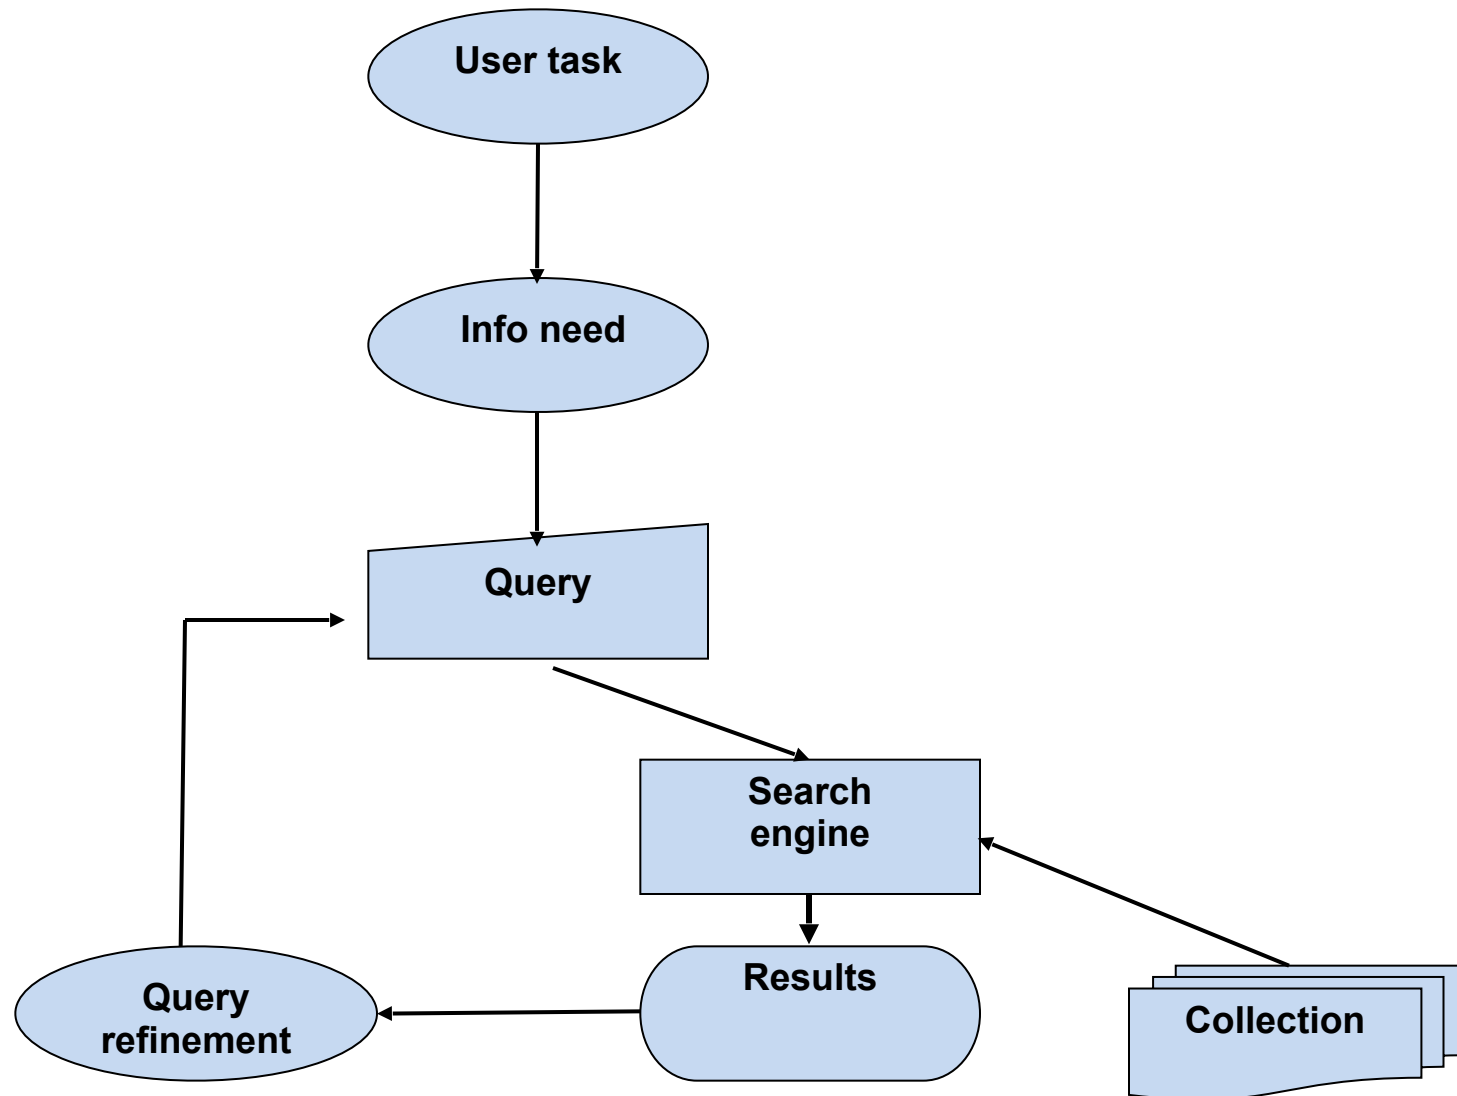 User task
Info need
Query
Search
engine
Results
Query
refinement
Collection